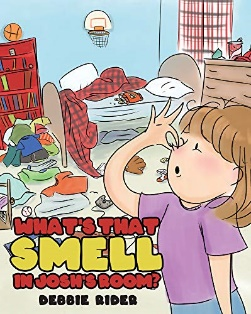 WHAT'S THAT
SMELL
IN JOSH'S ROOM?
DEBBIE RIDER